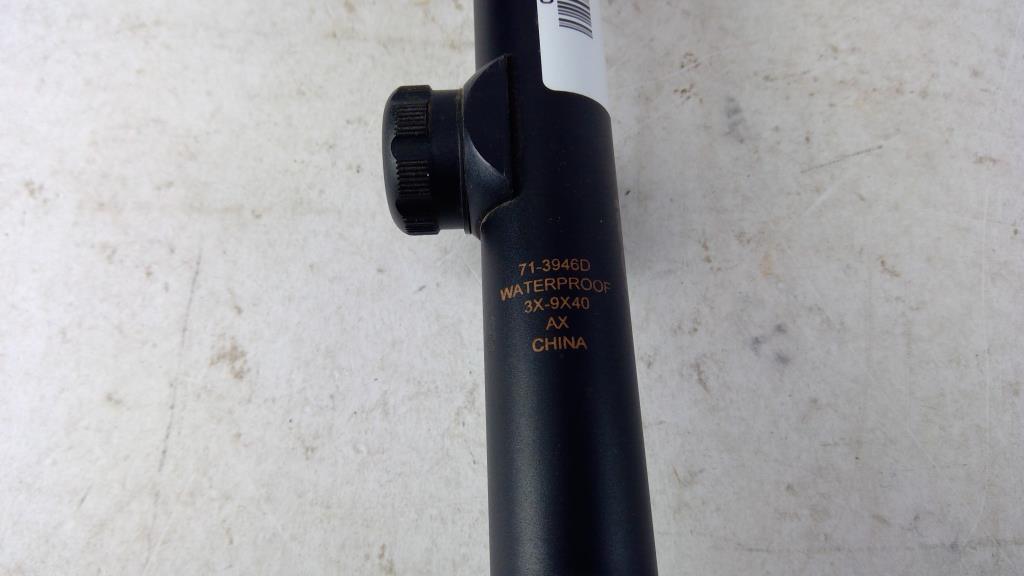 71-3946D
WATERPROOF
3X-9X40
AX
CHINA